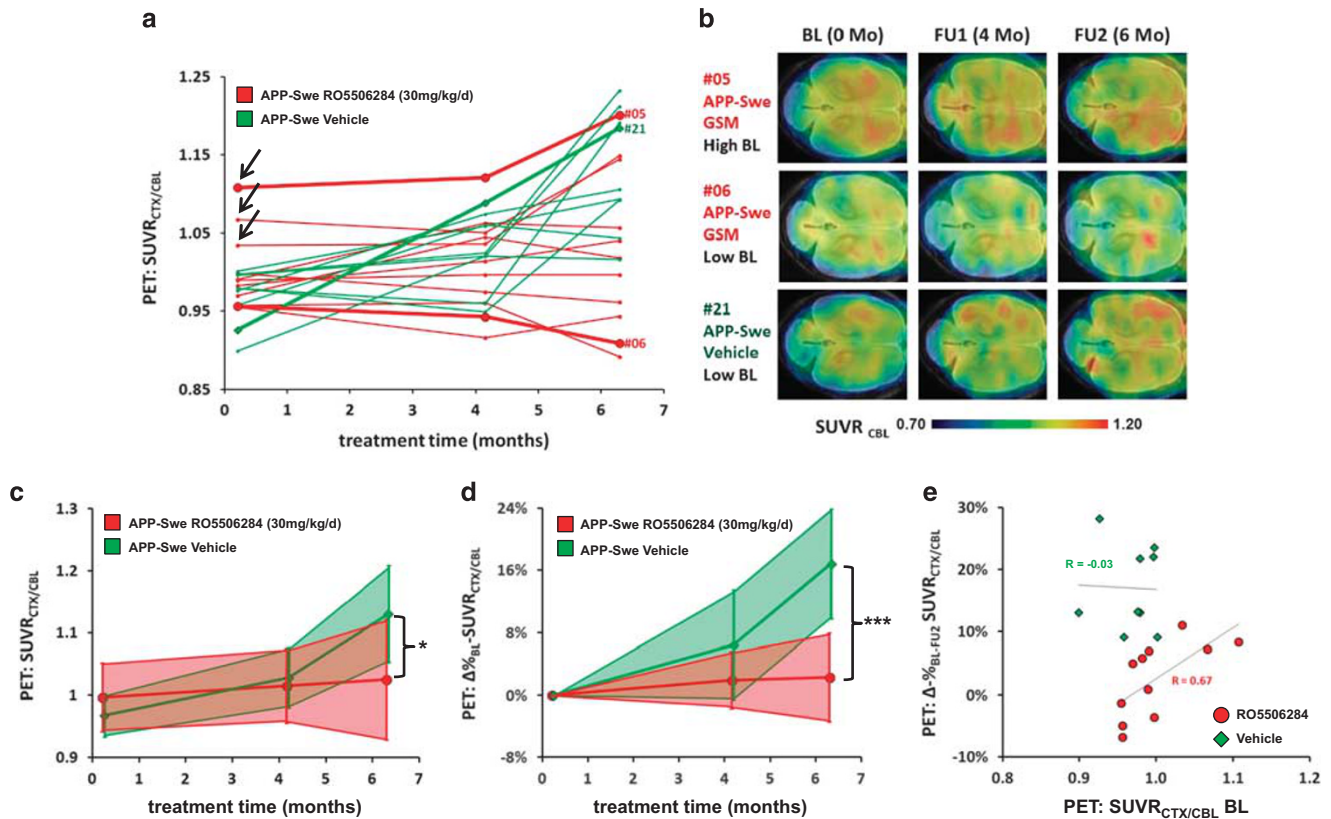 a
PET: SUVRCTX/CBL
1.25
1.15
1.05
0.95
0.85
APP-Swe RO5506284 (30mg/kg/d)
APP-Swe Vehicle
#05
#21
#06
0 1 2 3 4 5 6 7
treatment time (months)
b
BL (0 Mo) FU1 (4 Mo) FU2 (6 Mo)
#05
APP-Swe
GSM
High BL
#06
APP-Swe
GSM
Low BL
#21
APP-Swe
Vehicle
Low BL
SUVR CBL 0.70 1.20
c
PET: SUVRCTX/CBL
1.3
1.2
1.1
1
0.9
APP-Swe RO5506284 (30mg/kg/d)
APP-Swe Vehicle
*
0 1 2 3 4 5 6 7
treatment time (months)
d
PET: Δ%BL-SUVRCTX/CBL
24%
16%
8%
0%
-8%
APP-Swe RO5506284 (30mg/kg/d)
APP-Swe Vehicle
***
0 1 2 3 4 5 6 7
treatment time (months)
e
PET: Δ-%BL-FU2 SUVRCTX/CBL
30%
20%
10%
0%
-10%
R = -0.03
R = 0.67
RO5506284
Vehicle
0.8 0.9 1.0 1.1 1.2
PET: SUVRCTX/CBL BL